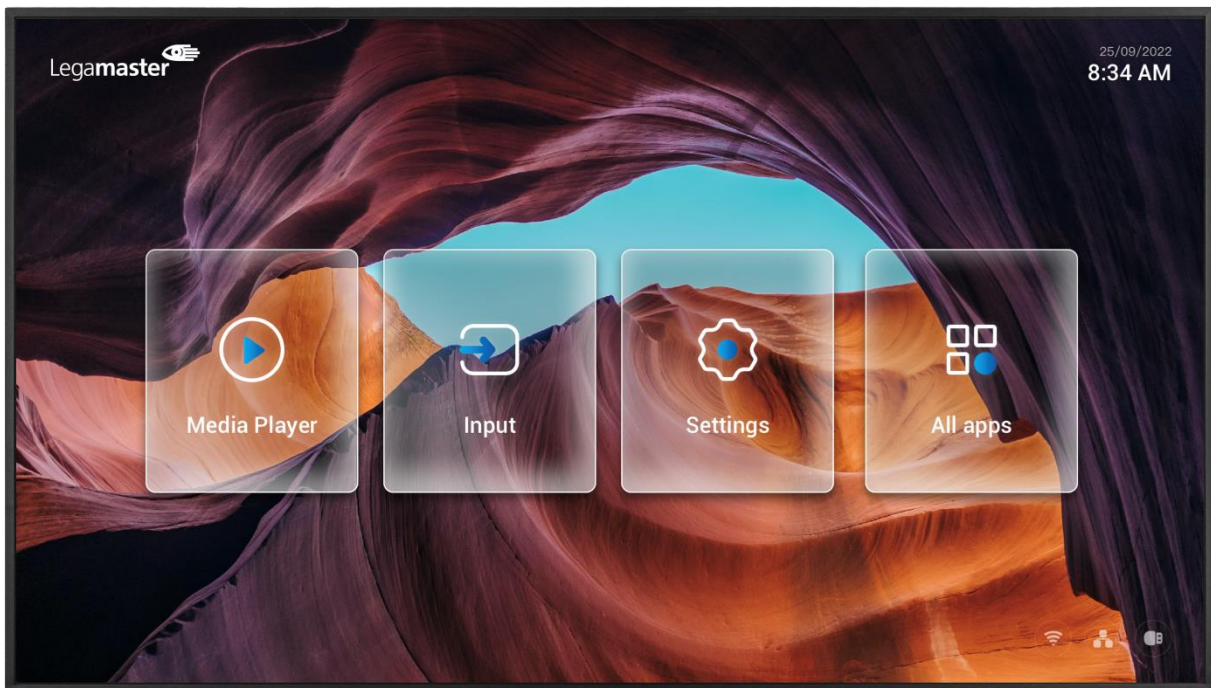 Legamaster
25/09/2022
8:34 AM
Media Player
Input
Settings
All apps